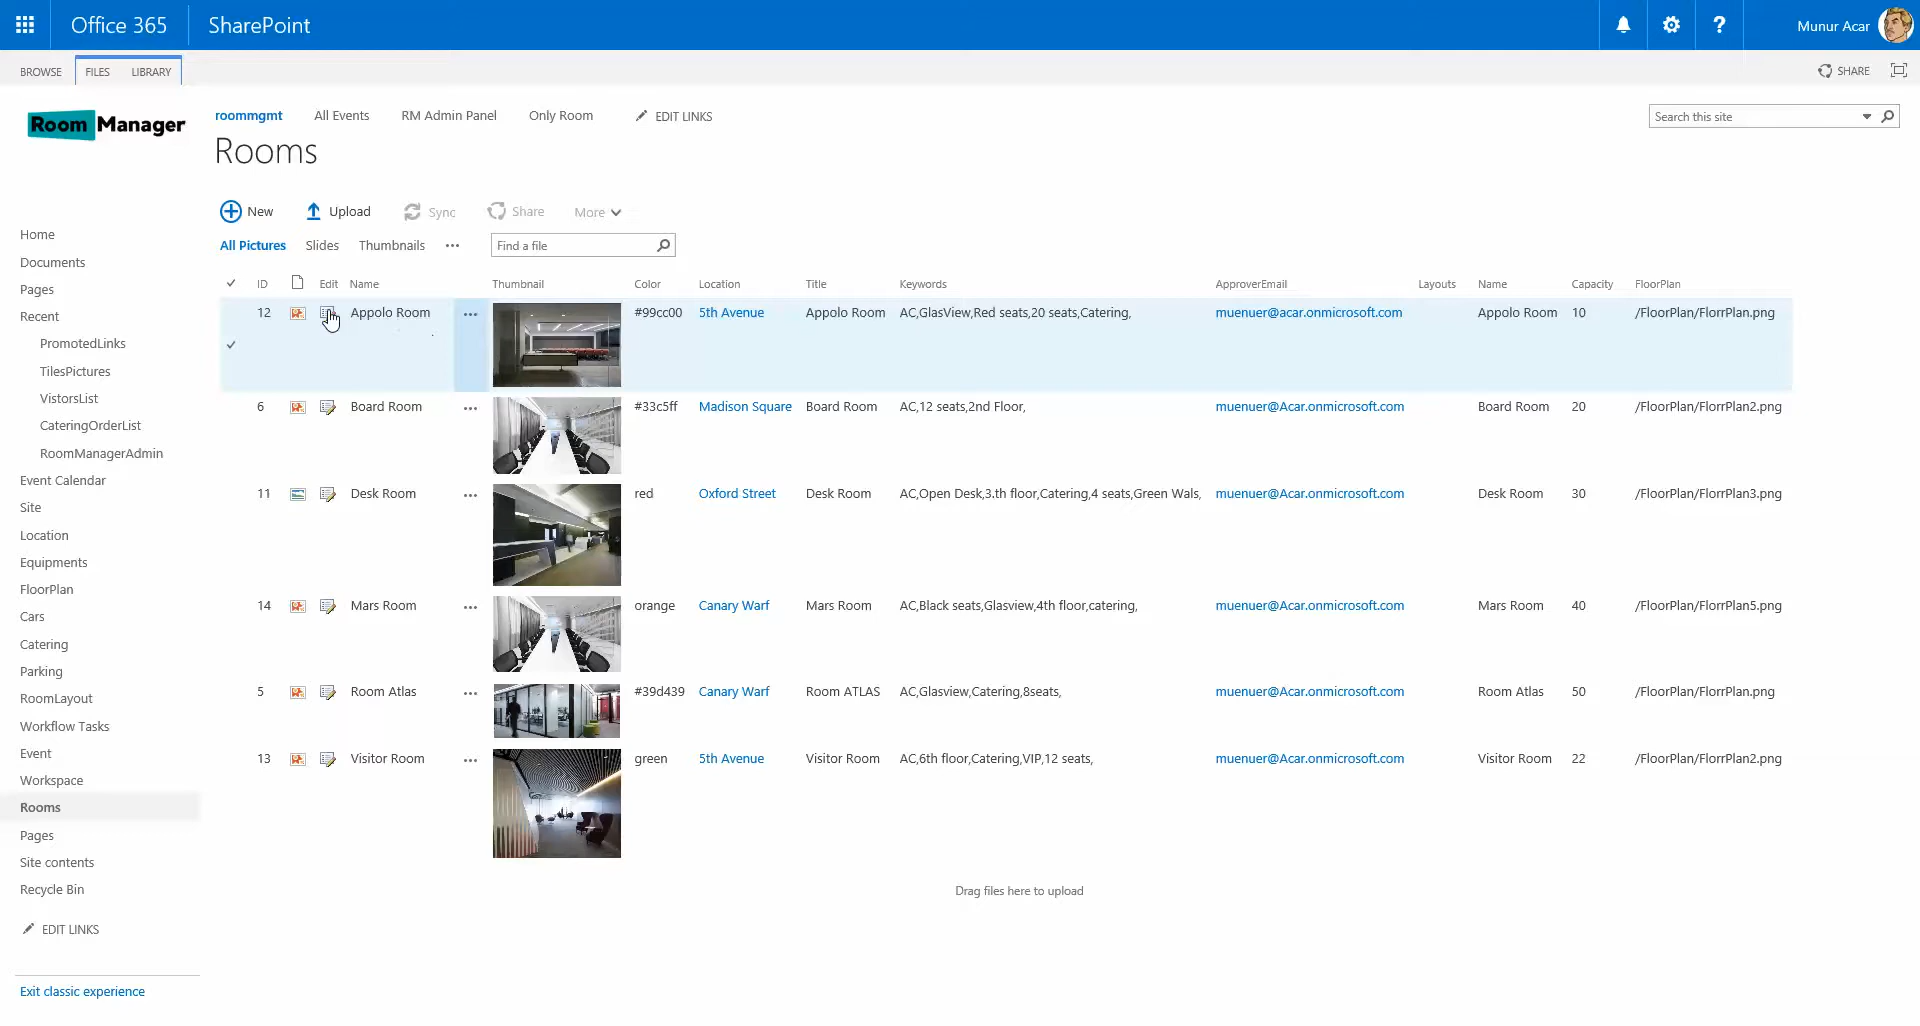 Office 365 SharePoint Munur Acar
BROWSE FILES LIBRARY SHARE
Room Manager
roommgmt All Events RM Admin Panel Only Room EDIT LINKS
Search this site
Rooms
New Upload Sync Share More
All Pictures Slides Thumbnails ... Find a file
Home
Documents
Pages
Recent
PromotedLinks
TilesPictures
VistorsList
CateringOrderList
RoomManagerAdmin
Event Calendar
Site
Location
Equipments
FloorPlan
Cars
Catering
Parking
RoomLayout
Workflow Tasks
Event
Workspace
Rooms
Pages
Site contents
Recycle Bin
EDIT LINKS
Exit classic experience
ID Edit Name Thumbnail Color Location Title Keywords ApproverEmail Layouts Name Capacity FloorPlan
12 Appolo Room ... #99cc00 5th Avenue Appolo Room AC,GlasView,Red seats,20 seats,Catering, muenuer@acar.onmicrosoft.com Appolo Room 10 /FloorPlan/FlorrPlan.png
6 Board Room ... #33c5ff Madison Square Board Room AC,12 seats,2nd Floor, muenuer@Acar.onmicrosoft.com Board Room 20 /FloorPlan/FlorrPlan2.png
11 Desk Room ... red Oxford Street Desk Room AC,Open Desk,3.th floor,Catering,4 seats,Green Wals, muenuer@Acar.onmicrosoft.com Desk Room 30 /FloorPlan/FlorrPlan3.png
14 Mars Room ... orange Canary Warf Mars Room AC,Black seats,Glasview,4th floor,catering, muenuer@Acar.onmicrosoft.com Mars Room 40 /FloorPlan/FlorrPlan5.png
5 Room Atlas ... #39d439 Canary Warf Room ATLAS AC,Glasview,Catering,8seats, muenuer@Acar.onmicrosoft.com Room Atlas 50 /FloorPlan/FlorrPlan.png
13 Visitor Room ... green 5th Avenue Visitor Room AC,6th floor,Catering,VIP,12 seats, muenuer@Acar.onmicrosoft.com Visitor Room 22 /FloorPlan/FlorrPlan2.png
Drag files here to upload